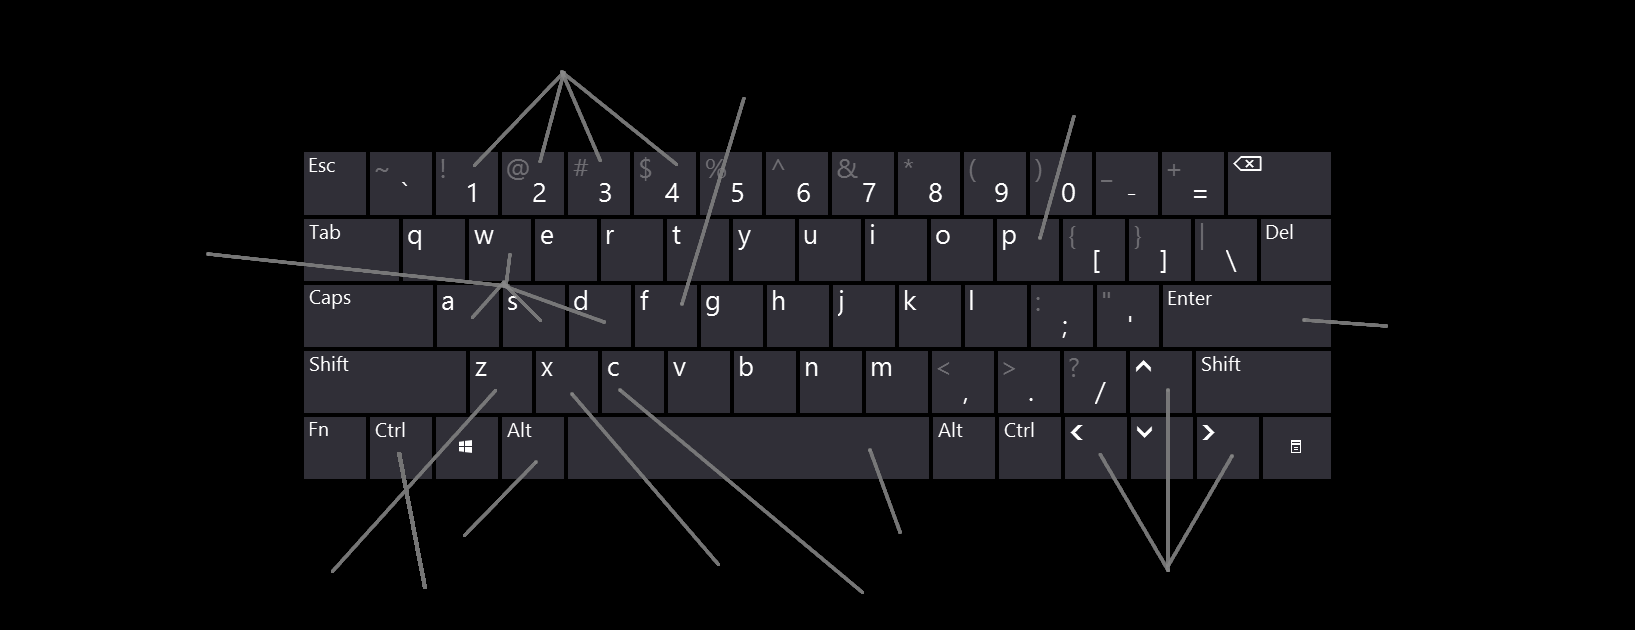 Esc ~ ` ! 1 @ 2 # 3 $ 4 % 5 ^ 6 & 7 * 8 ( 9 ) 0 _ - + =
Tab q w e r t y u i o p { [ } ] | \ Del
Caps a s d f g h j k l : ; " ' Enter
Shift z x c v b n m < , > . ? / Shift
Fn Ctrl Alt Alt Ctrl